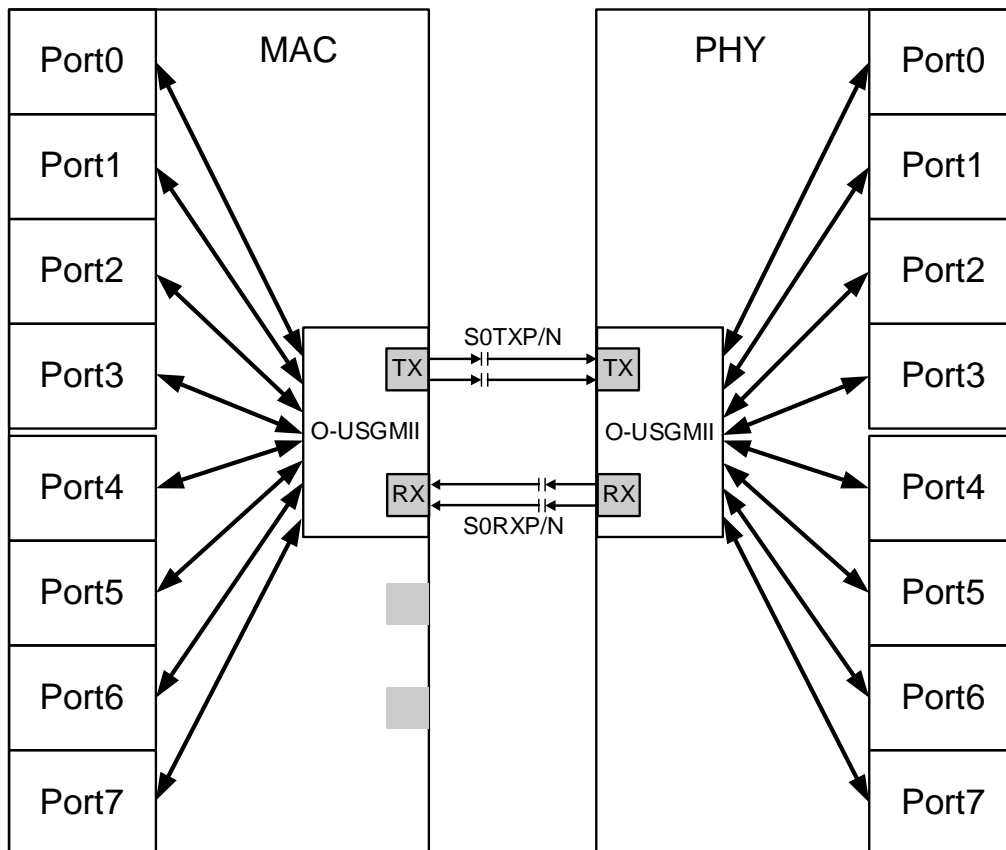 MAC
PHY
Port0
Port1
Port2
Port3
Port4
Port5
Port6
Port7
O-USGMII
TX
RX
S0TXP/N
S0RXP/N
TX
RX
O-USGMII
Port0
Port1
Port2
Port3
Port4
Port5
Port6
Port7